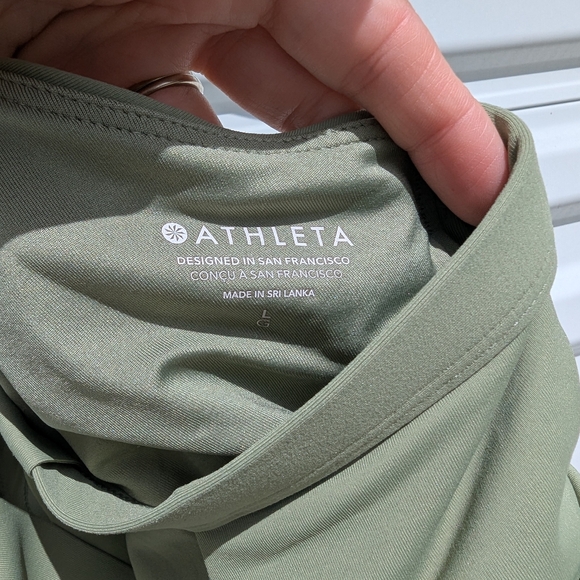 ATHLETA
DESIGNED IN SAN FRANCISCO
CONÇU À SAN FRANCISCO
MADE IN SRI LANKA
L
G